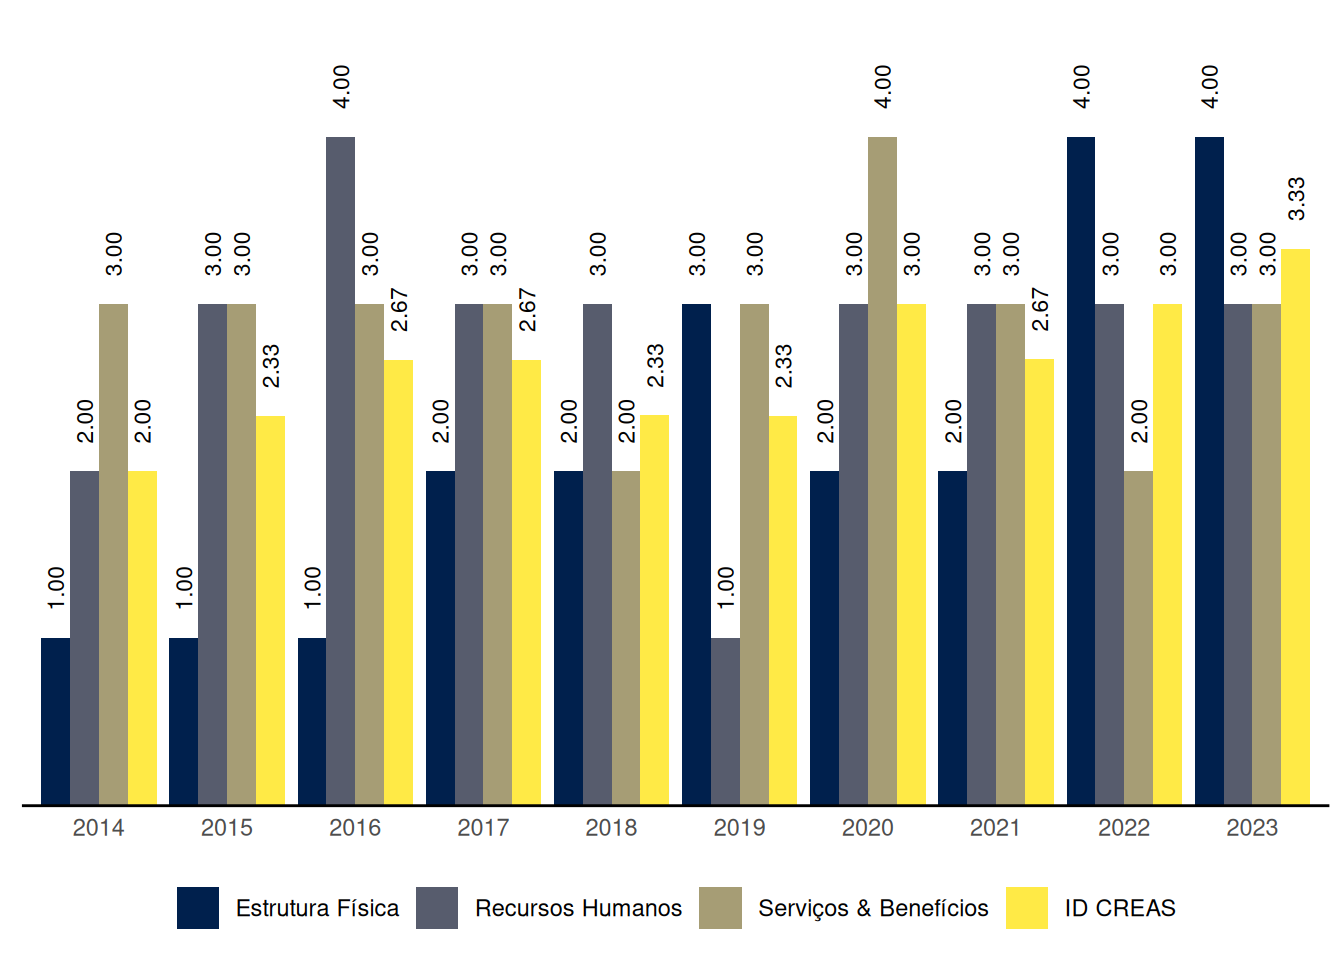 4.00 4.00 4.00 4.00
3.33
3.00 3.00 3.00 3.00 3.00 3.00 3.00 3.00 3.00 3.00 3.00 3.00 3.00 3.00 3.00 3.00 3.00 3.00
2.67 2.67 2.67
2.33 2.33 2.33
2.00 2.00 2.00 2.00 2.00 2.00 2.00 2.00
1.00 1.00 1.00 1.00
2014 2015 2016 2017 2018 2019 2020 2021 2022 2023
Estrutura Física Recursos Humanos Serviços & Benefícios ID CREAS